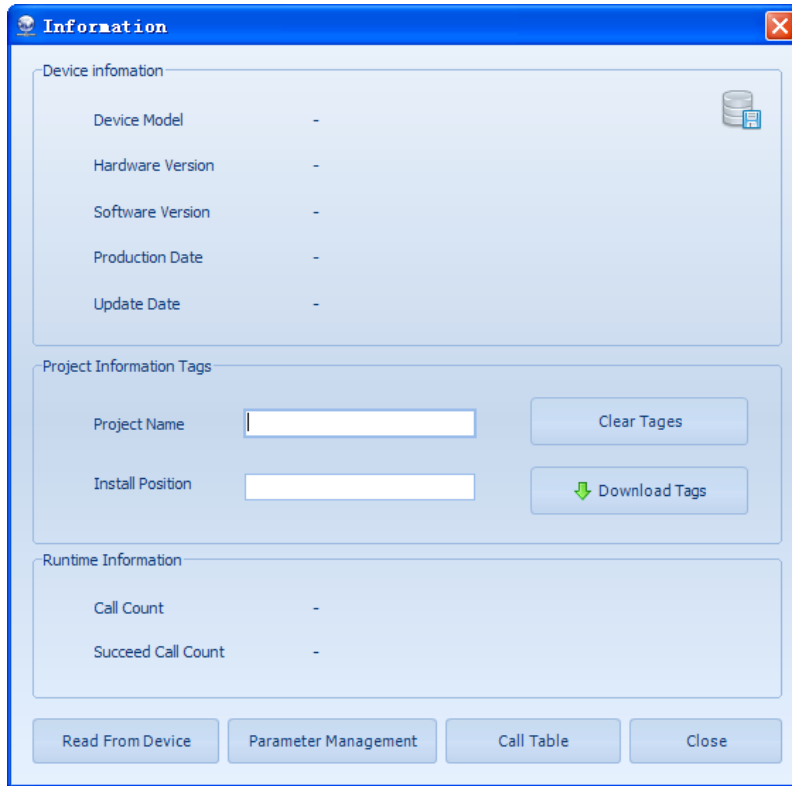 Information
Device infomation
Device Model -
Hardware Version -
Software Version -
Production Date -
Update Date -
Project Information Tags
Project Name Clear Tages
Install Position Download Tags
Runtime Information
Call Count -
Succeed Call Count -
Read From Device Parameter Management Call Table Close